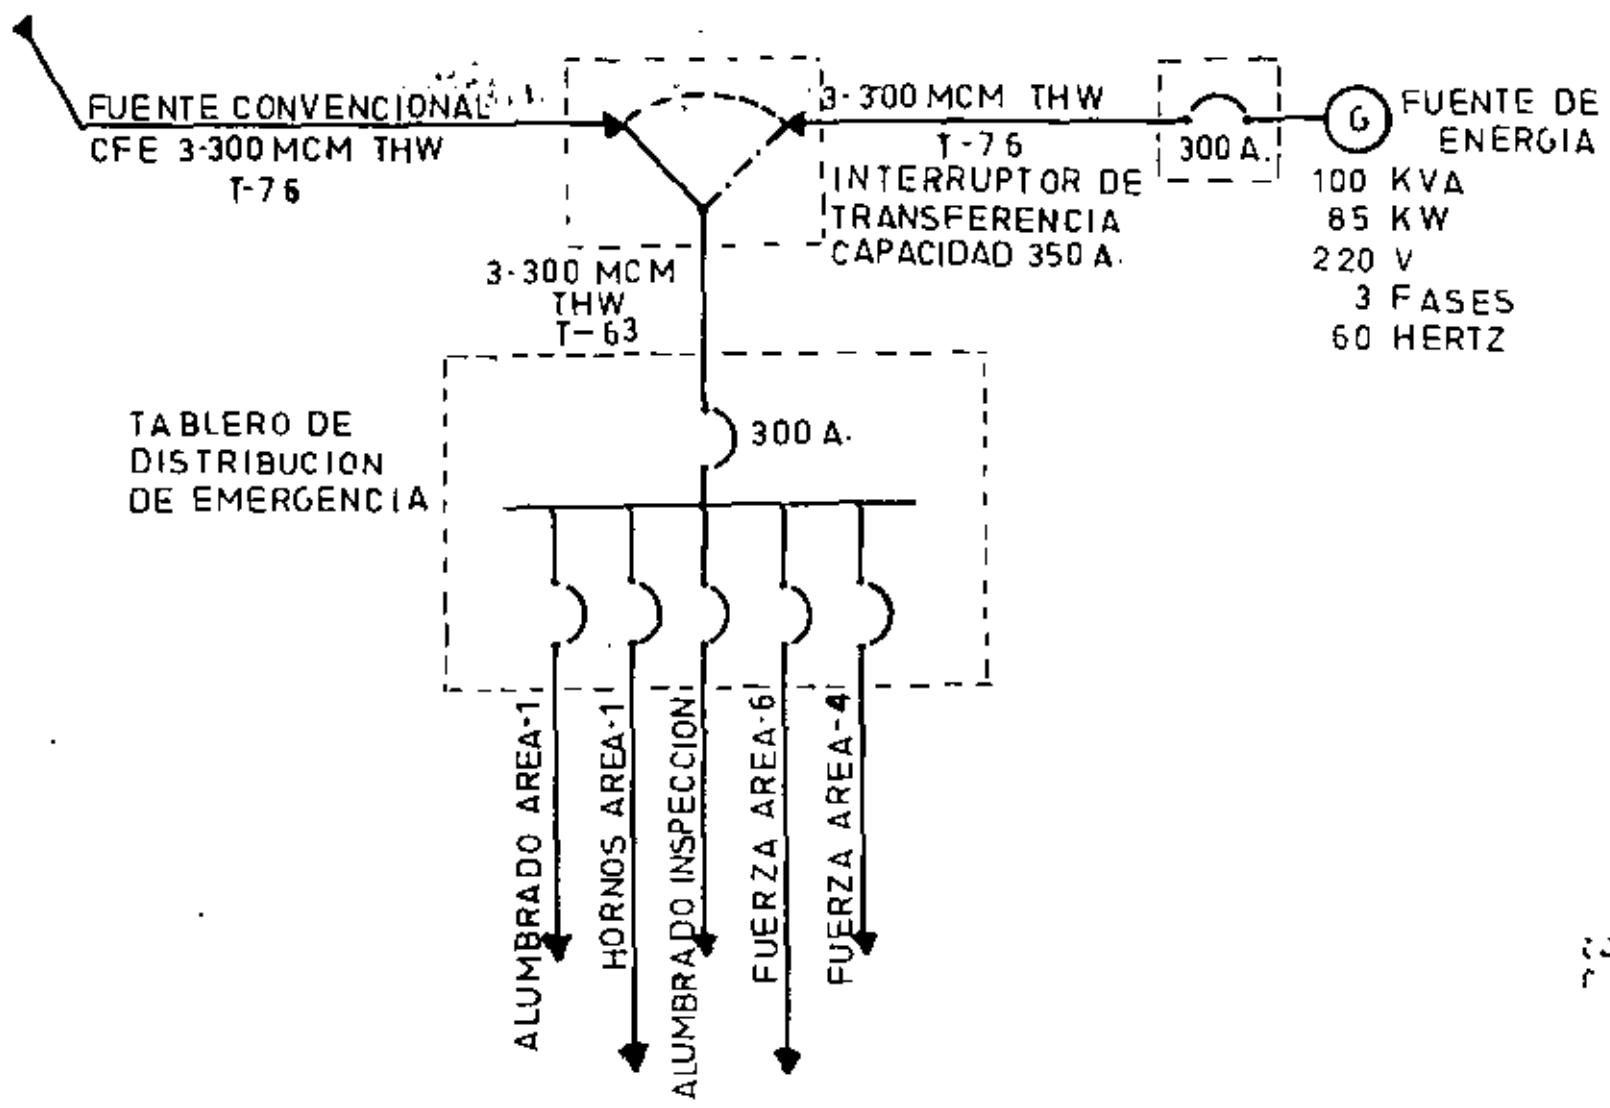 FUENTE CONVENCIONAL
CFE 3-300 MCM THW
T-76
3-300 MCM THW
T-76
INTERRUPTOR DE
TRANSFERENCIA
CAPACIDAD 350 A.
300 A.
G
FUENTE DE
ENERGIA
100 KVA
85 KW
220 V
3 FASES
60 HERTZ
3-300 MCM
THW
T-63
TABLERO DE
DISTRIBUCION
DE EMERGENCIA
300 A.
ALUMBRADO AREA-1
HORNOS AREA-1
ALUMBRADO INSPECCION
FUERZA AREA-6
FUERZA AREA-4